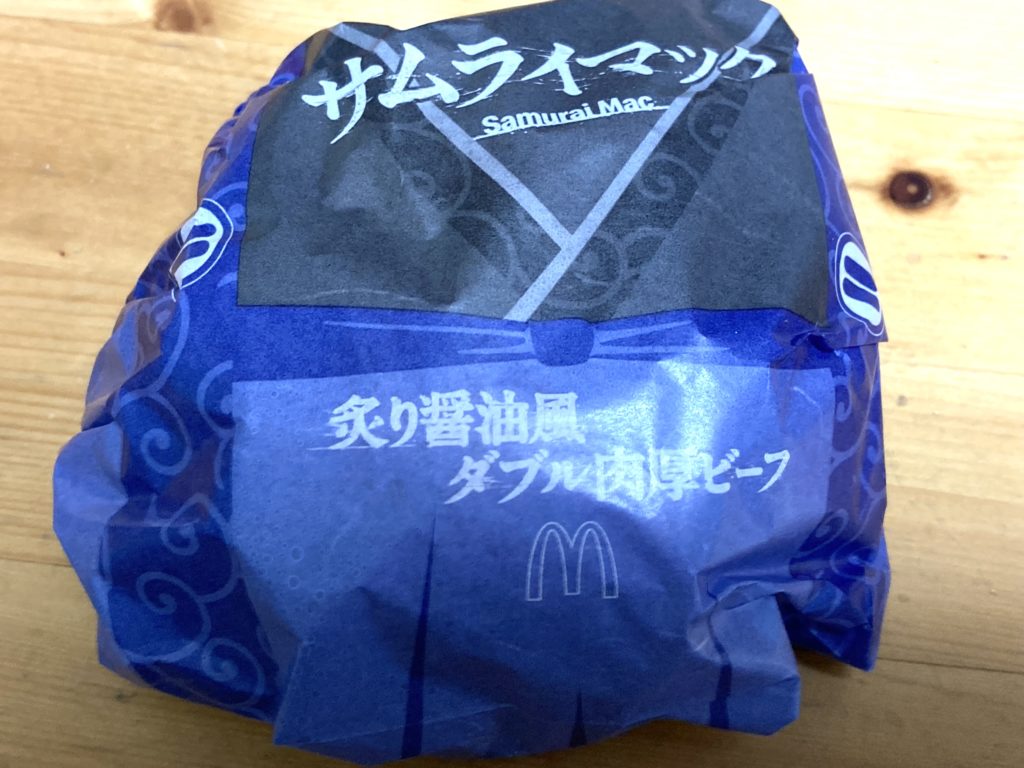 サムライマック
Samurai Mac
炙り醤油風
ダブル肉厚ビーフ